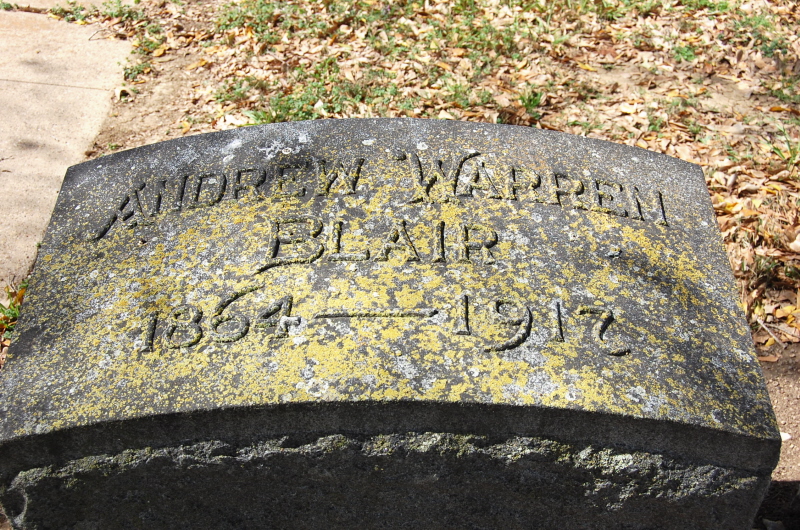 ANDREW WARREN
BLAIR
1864 — 1917